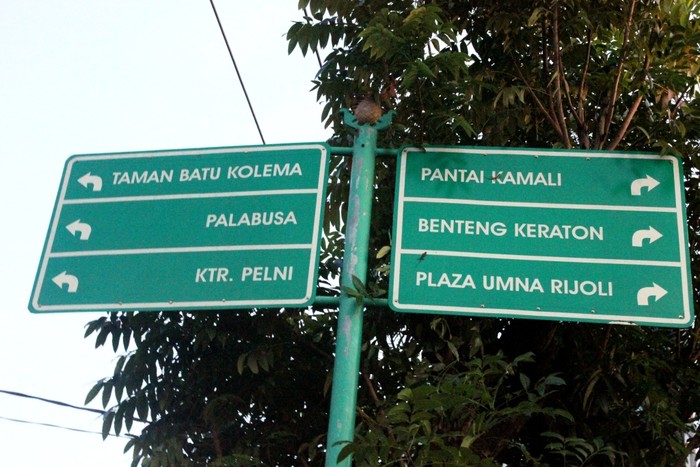 TAMAN BATU KOLEMA
PALABUSA
KTR. PELNI
PANTAI KAMALI
BENTENG KERATON
PLAZA UMNA RIJOLI